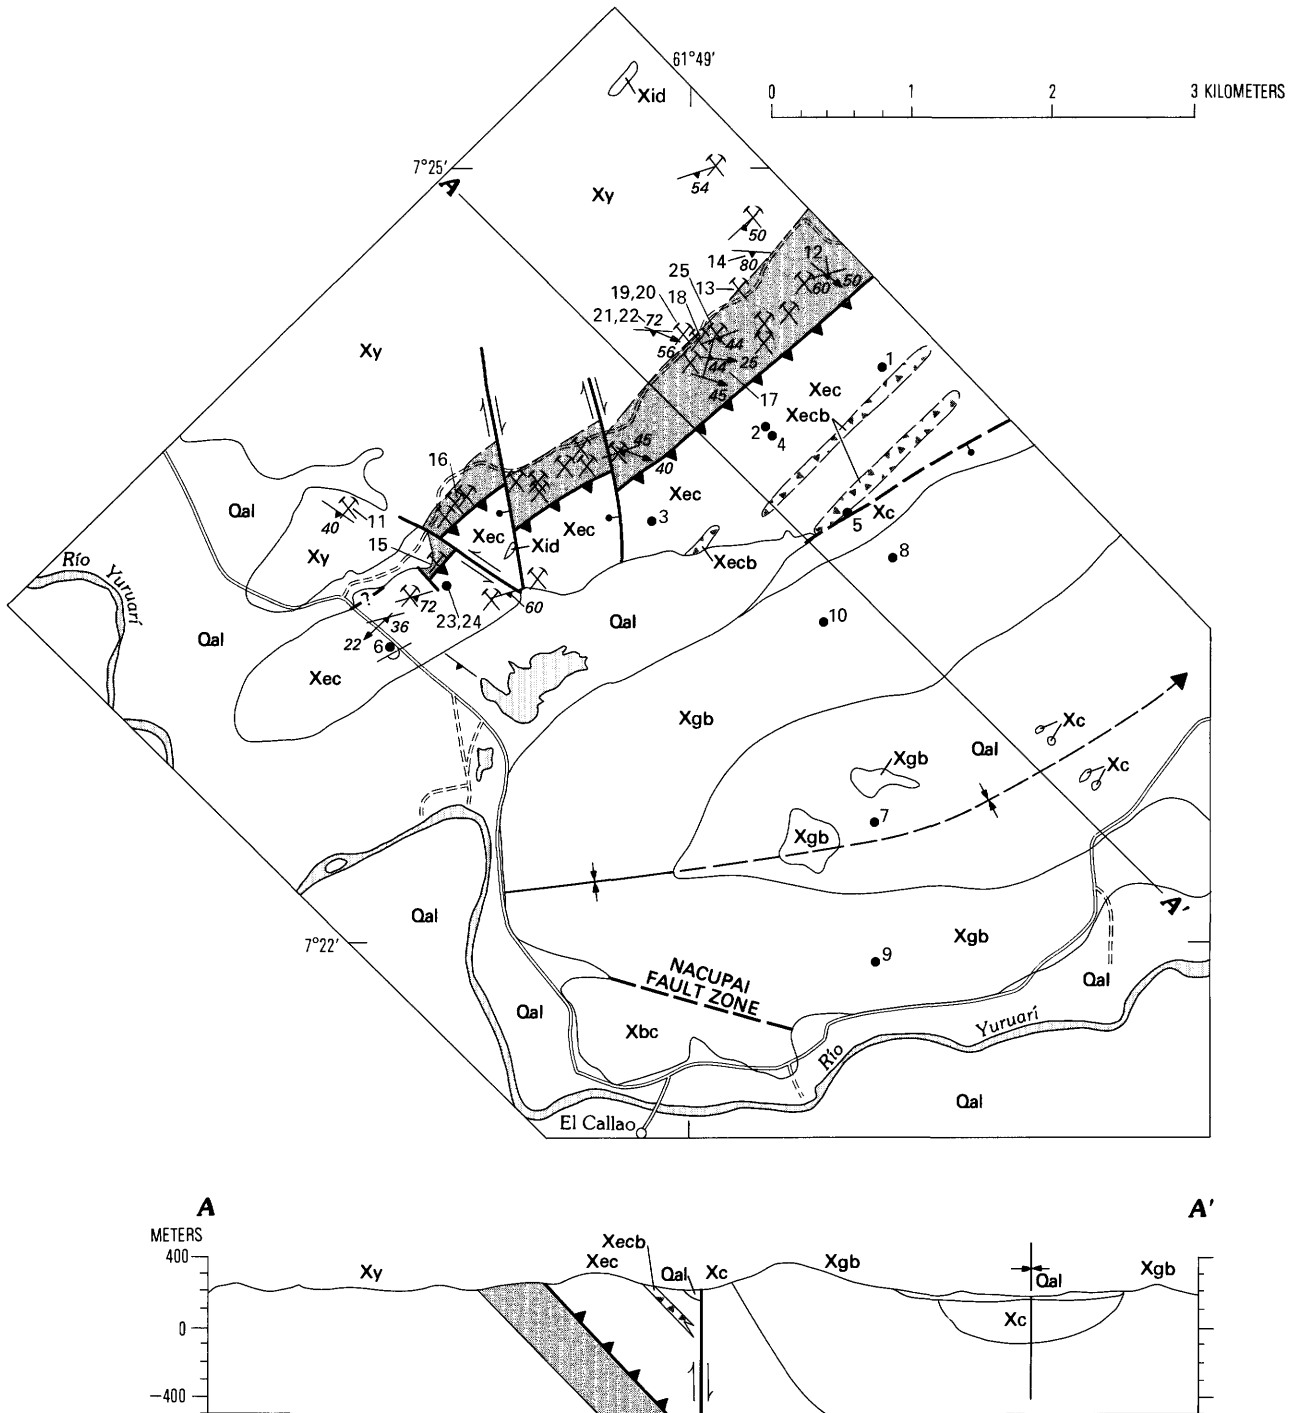 61°49'
0 1 2 3 KILOMETERS
Xid
7°25'
A
54
Xy
50
12
14
80
25
13
60
50
19,20
18
21,22
72
56
44
44
25
45
17
Xy
1
Xec
Xecb
2
4
16
45
40
Xec
Qal
40
11
Xec
Xec
3
Xc
5
Xid
Xecb
8
15
Xy
Río Yuruarí
?
72
60
23,24
10
Qal
22
36
6
Qal
Xec
Xgb
Xc
Qal
Xc
Xgb
7
Xgb
A'
Qal
7°22'
Xgb
9
NACUPAI
FAULT ZONE
Qal
Qal
Xbc
Río Yuruarí
Qal
El Callao
A A'
METERS
400
0
−400
Xy
Xec
Xecb
Qal
Xc
Xgb
Qal
Xc
Xgb